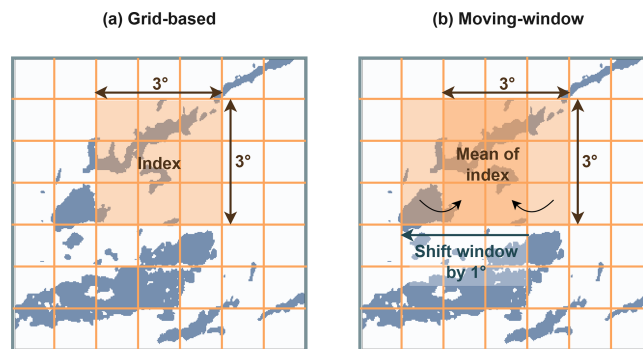 (a) Grid-based
(b) Moving-window
3°
3°
Index
3°
3°
Mean of
index
Shift window
by 1°